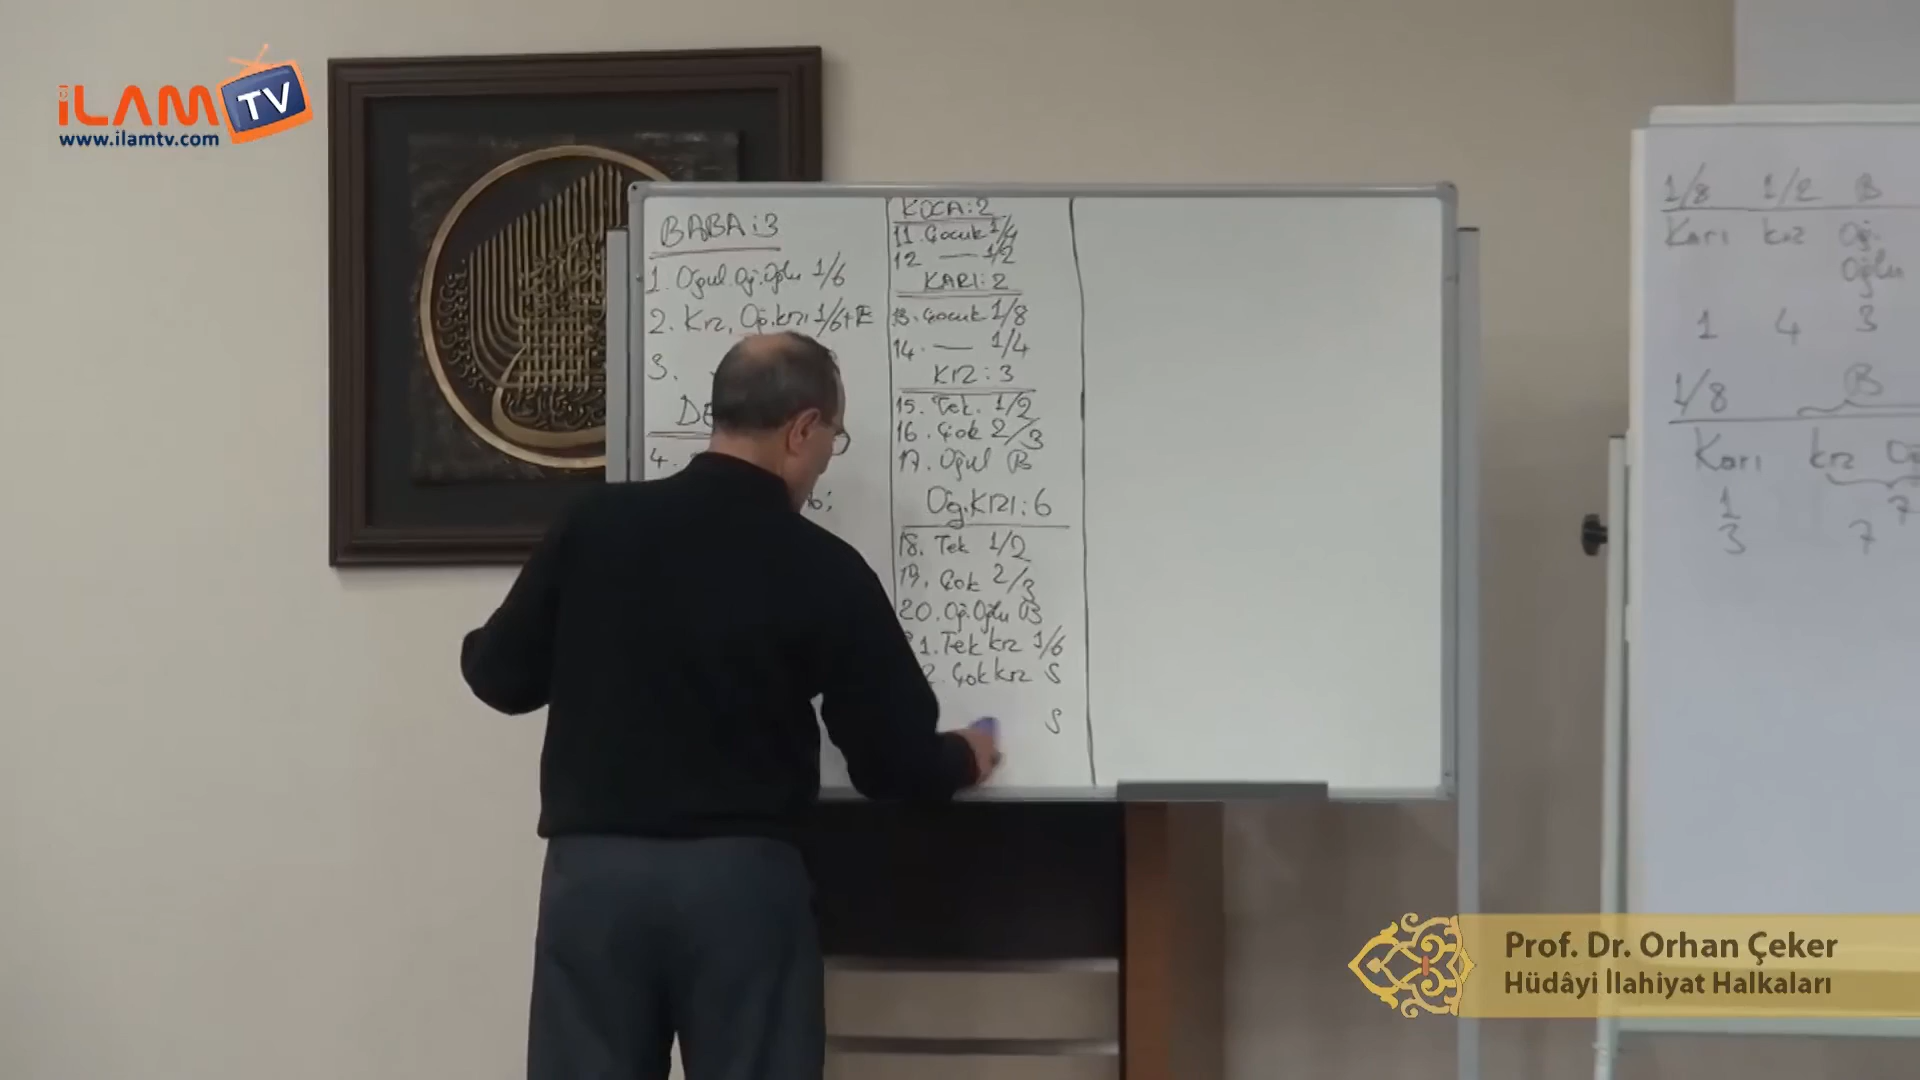 iLAM TV
www.ilamtv.com
BABA:3
1. Oğul.Oğ.Oğlu 1/6
2. Kız, Oğ.kızı 1/6+E
3.
DE
4.
KOCA:2
11. Çocuk 1/4
12 — 1/2
KARI:2
13. Çocuk 1/8
14. — 1/4
KIZ:3
15. Tek. 1/2
16. Çok 2/3
17. Oğul B
Oğ.KIZI:6
18. Tek 1/2
19. Çok 2/3
20. Oğ.Oğlu B
1. Tek kız 1/6
2. Çok kız S
S
1/8 1/2 B
Karı kız Oğ.
Oğlu
1 4 3
1/8 B
Karı kız Oğ
1 7
3 7
Prof. Dr. Orhan Çeker
Hüdâyi İlahiyat Halkaları